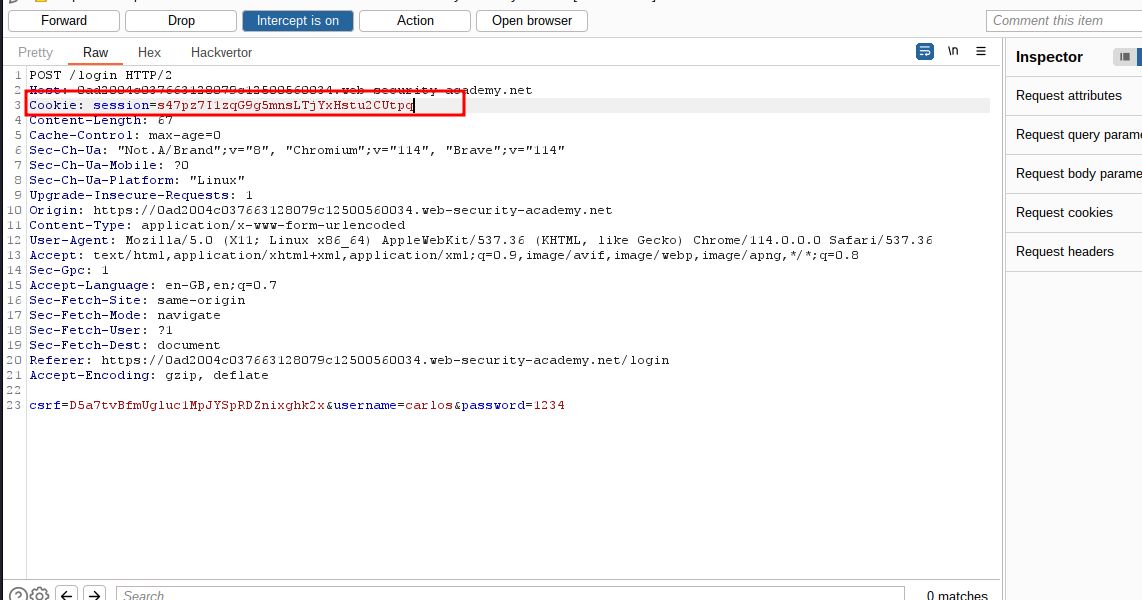 Forward Drop Intercept is on Action Open browser Comment this item
Pretty Raw Hex Hackvertor \n Inspector
1 POST /login HTTP/2
2 Host: 0ad2004c037663128079c12500560034.web-security-academy.net
3 Cookie: session=s47pz7I1zqG9g5mnsLTjYxHstu2CUtpq
4 Content-Length: 67
5 Cache-Control: max-age=0
6 Sec-Ch-Ua: "Not.A/Brand";v="8", "Chromium";v="114", "Brave";v="114"
7 Sec-Ch-Ua-Mobile: ?0
8 Sec-Ch-Ua-Platform: "Linux"
9 Upgrade-Insecure-Requests: 1
10 Origin: https://0ad2004c037663128079c12500560034.web-security-academy.net
11 Content-Type: application/x-www-form-urlencoded
12 User-Agent: Mozilla/5.0 (X11; Linux x86_64) AppleWebKit/537.36 (KHTML, like Gecko) Chrome/114.0.0.0 Safari/537.36
13 Accept: text/html,application/xhtml+xml,application/xml;q=0.9,image/avif,image/webp,image/apng,*/*;q=0.8
14 Sec-Gpc: 1
15 Accept-Language: en-GB,en;q=0.7
16 Sec-Fetch-Site: same-origin
17 Sec-Fetch-Mode: navigate
18 Sec-Fetch-User: ?1
19 Sec-Fetch-Dest: document
20 Referer: https://0ad2004c037663128079c12500560034.web-security-academy.net/login
21 Accept-Encoding: gzip, deflate
22
23 csrf=D5a7tvBfmUgluc1MpJYSpRDZnixghk2x&username=carlos&password=1234
Request attributes
Request query parame
Request body parame
Request cookies
Request headers
Search 0 matches